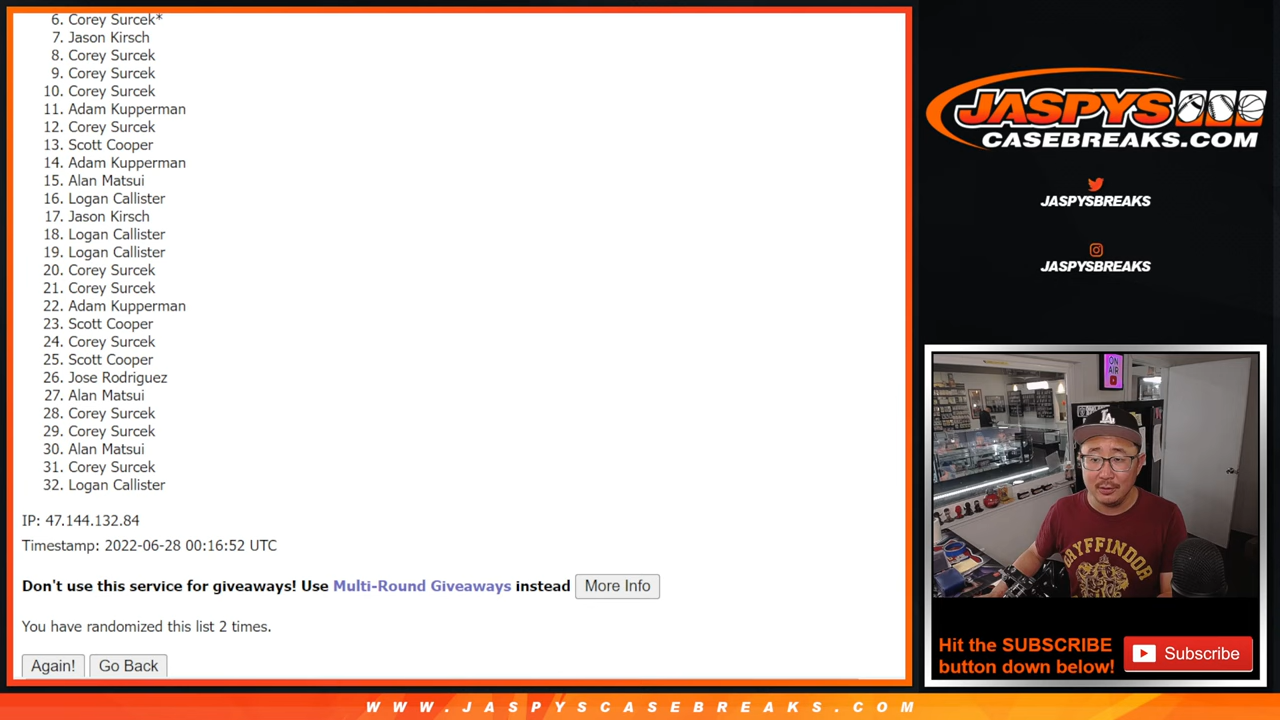 6. Corey Surcek*
7. Jason Kirsch
8. Corey Surcek
9. Corey Surcek
10. Corey Surcek
11. Adam Kupperman
12. Corey Surcek
13. Scott Cooper
14. Adam Kupperman
15. Alan Matsui
16. Logan Callister
17. Jason Kirsch
18. Logan Callister
19. Logan Callister
20. Corey Surcek
21. Corey Surcek
22. Adam Kupperman
23. Scott Cooper
24. Corey Surcek
25. Scott Cooper
26. Jose Rodriguez
27. Alan Matsui
28. Corey Surcek
29. Corey Surcek
30. Alan Matsui
31. Corey Surcek
32. Logan Callister
IP: 47.144.132.84
Timestamp: 2022-06-28 00:16:52 UTC
Don't use this service for giveaways! Use Multi-Round Giveaways instead More Info
You have randomized this list 2 times.
Again! Go Back
JASPYS
CASEBREAKS.COM
JASPYSBREAKS
JASPYSBREAKS
ON
AIR
LA
GRYFFINDOR
Hit the SUBSCRIBE
button down below!
Subscribe
WWW.JASPYSCASEBREAKS.COM